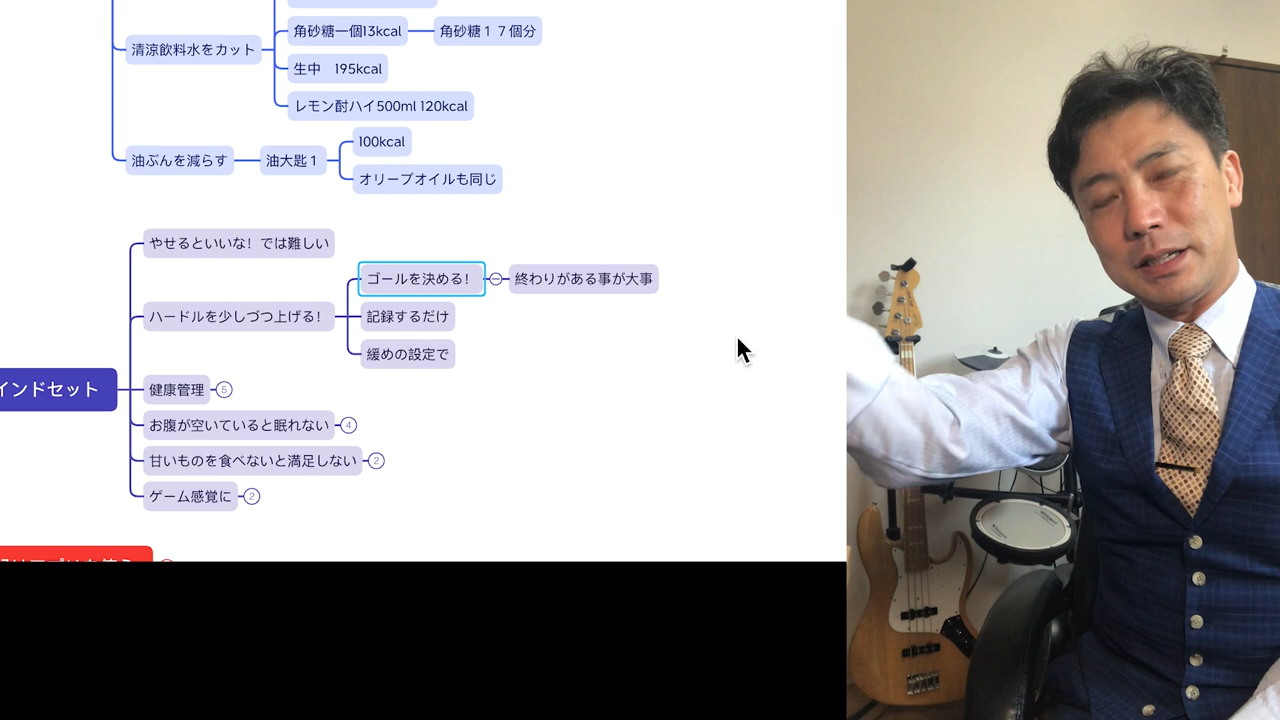 角砂糖一個13kcal
角砂糖１７個分
清涼飲料水をカット
生中　195kcal
レモン酎ハイ500ml 120kcal
100kcal
油ぶんを減らす
油大匙１
オリーブオイルも同じ
やせるといいな！では難しい
ゴールを決める！
終わりがある事が大事
ハードルを少しづつ上げる！
記録するだけ
緩めの設定で
インドセット
健康管理
5
お腹が空いていると眠れない
4
甘いものを食べないと満足しない
2
ゲーム感覚に
2